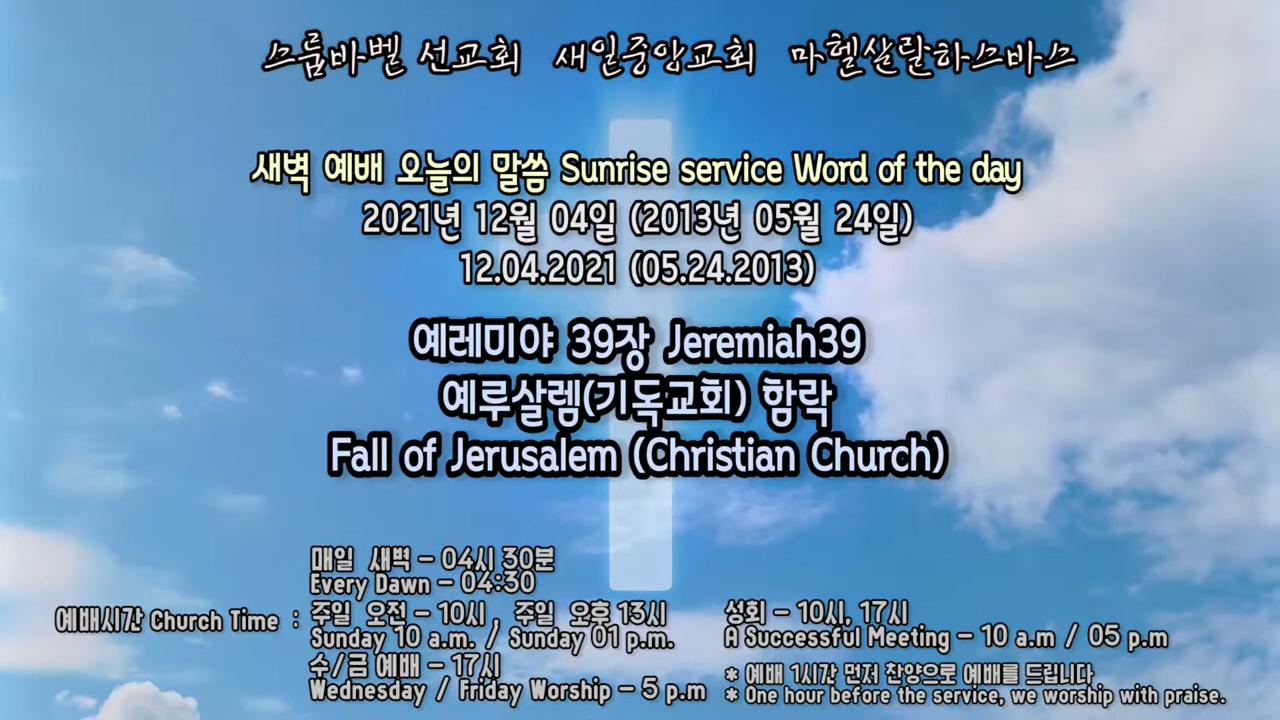 스룹바벨 선교회 새일중앙교회 마헬살랄하스바스
새벽 예배 오늘의 말씀 Sunrise service Word of the day
2021년 12월 04일 (2013년 05월 24일)
12.04.2021 (05.24.2013)
예레미야 39장 Jeremiah39
예루살렘(기독교회) 함락
Fall of Jerusalem (Christian Church)
예배시간 Church Time :
매일 새벽 – 04시 30분
Every Dawn – 04:30
주일 오전 – 10시 , 주일 오후 13시
Sunday 10 a.m. / Sunday 01 p.m.
수/금 예배 – 17시
Wednesday / Friday Worship – 5 p.m
성회 – 10시, 17시
A Successful Meeting – 10 a.m / 05 p.m
* 예배 1시간 먼저 찬양으로 예배를 드립니다
* One hour before the service, we worship with praise.